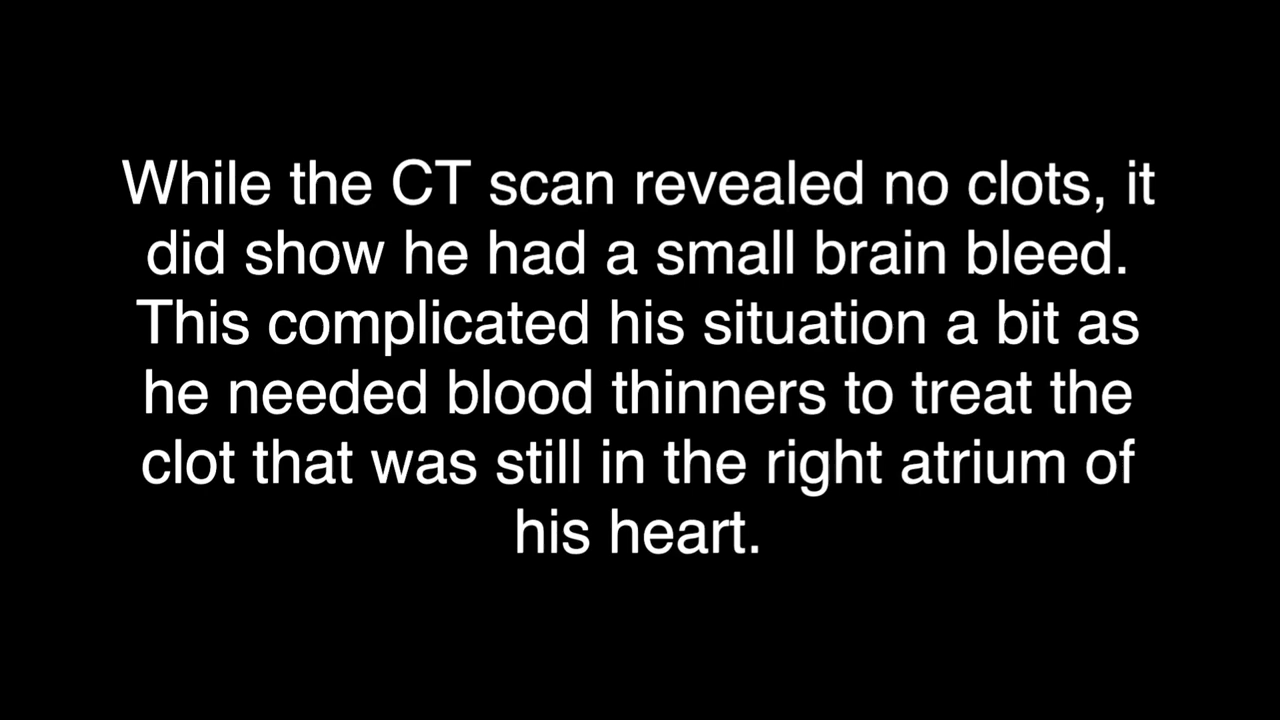 While the CT scan revealed no clots, it
did show he had a small brain bleed.
This complicated his situation a bit as
he needed blood thinners to treat the
clot that was still in the right atrium of
his heart.